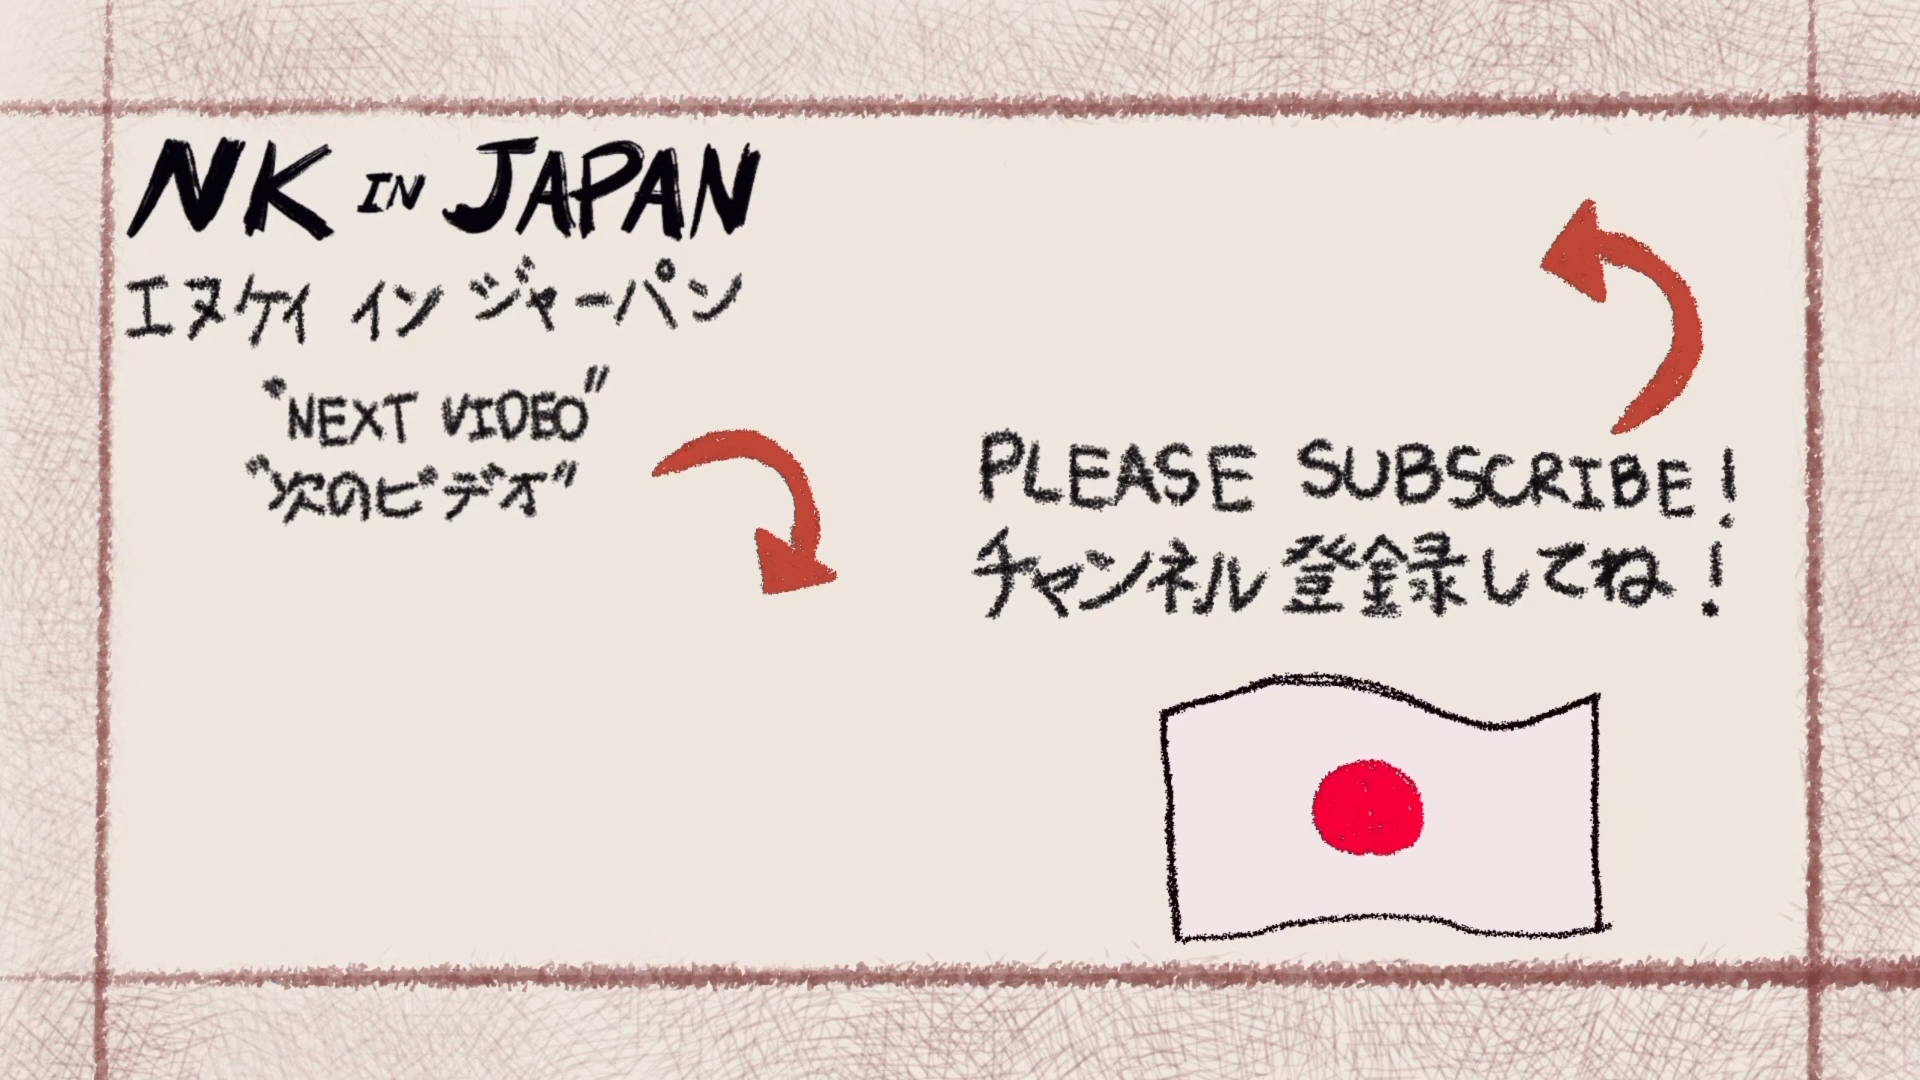 NK IN JAPAN
エヌケイ イン ジャーパン
"NEXT VIDEO"
"次のビデオ"
PLEASE SUBSCRIBE!
チャンネル登録してね!